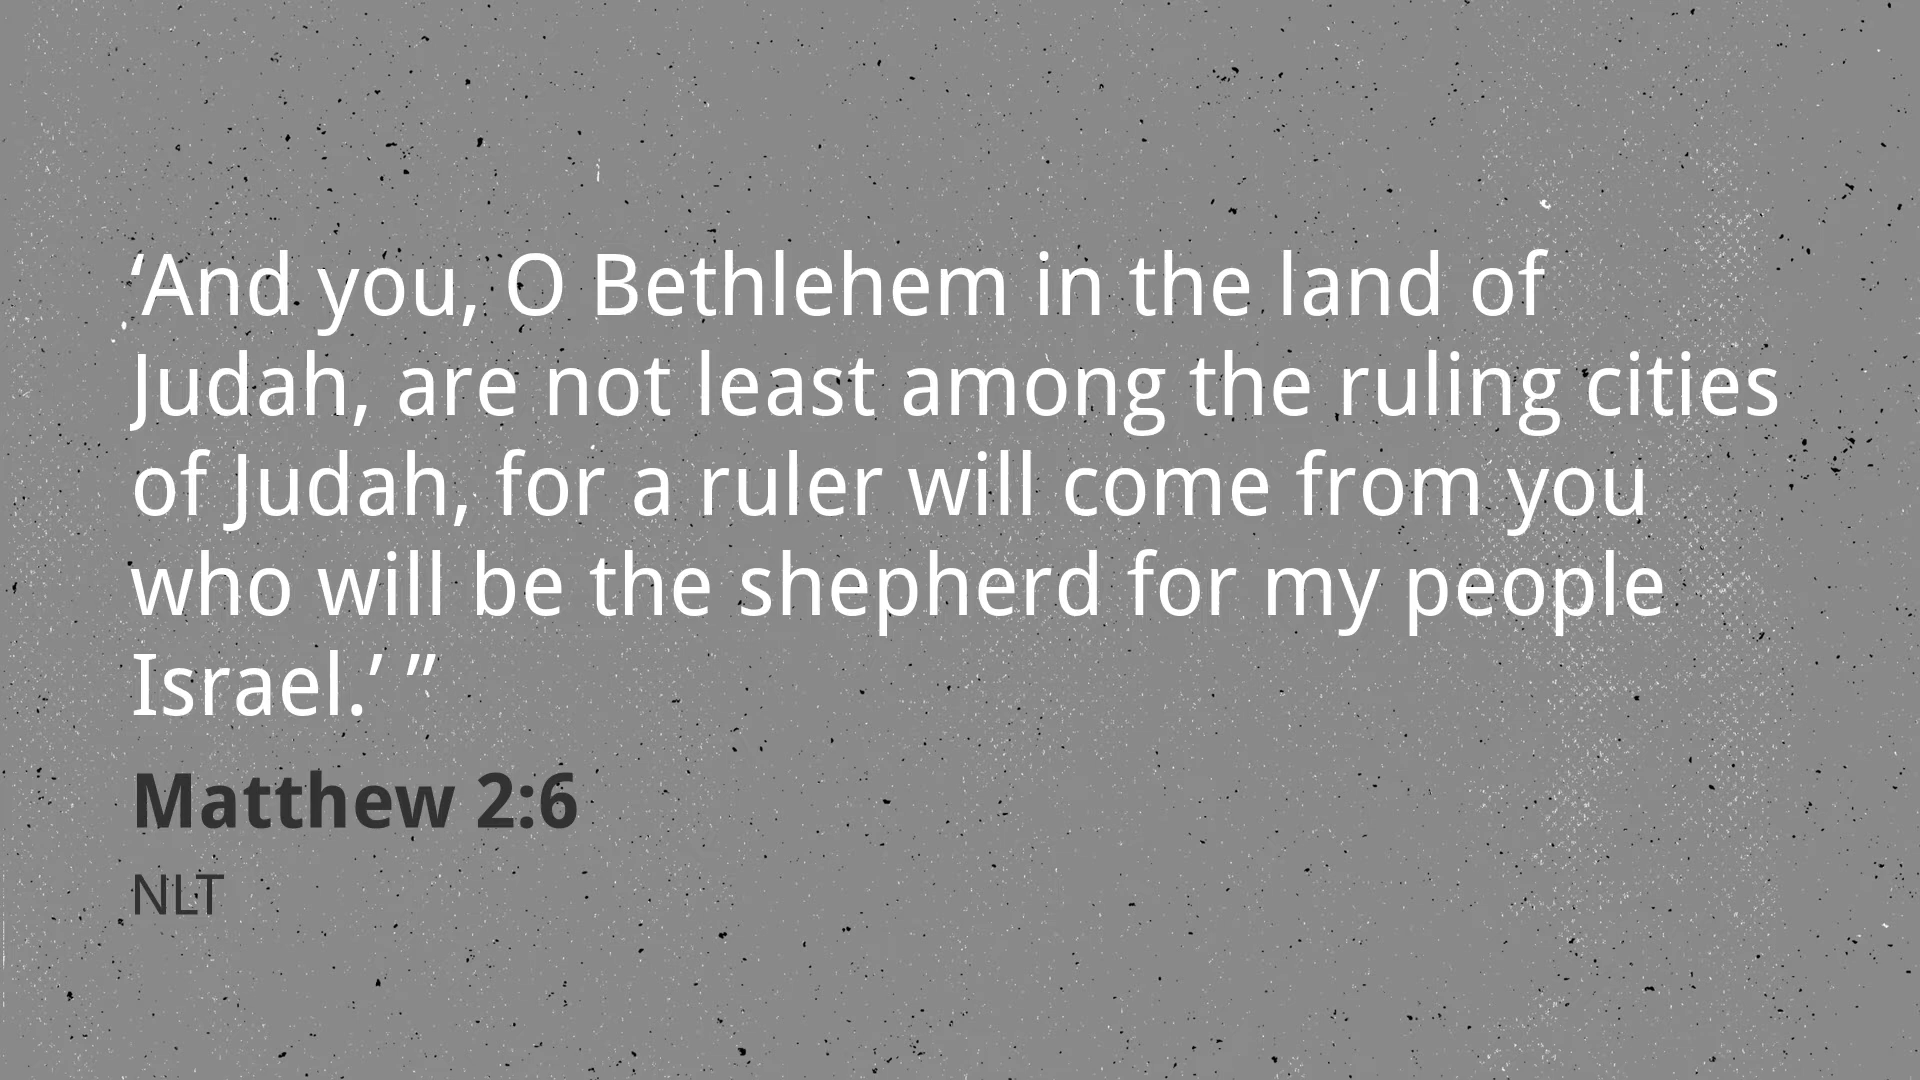 ‘And you, O Bethlehem in the land of
Judah, are not least among the ruling cities
of Judah, for a ruler will come from you
who will be the shepherd for my people
Israel.’ ”
Matthew 2:6
NLT